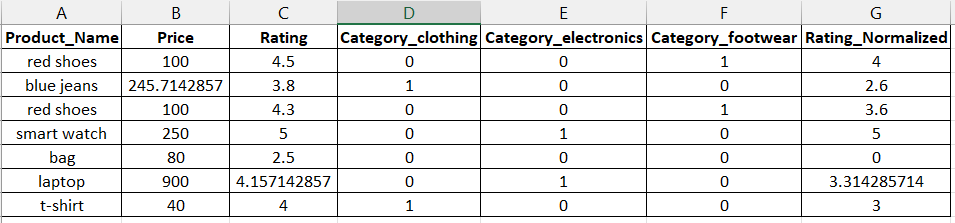 A B C D E F G
Product_Name Price Rating Category_clothing Category_electronics Category_footwear Rating_Normalized
red shoes 100 4.5 0 0 1 4
blue jeans 245.7142857 3.8 1 0 0 2.6
red shoes 100 4.3 0 0 1 3.6
smart watch 250 5 0 1 0 5
bag 80 2.5 0 0 0 0
laptop 900 4.157142857 0 1 0 3.314285714
t-shirt 40 4 1 0 0 3